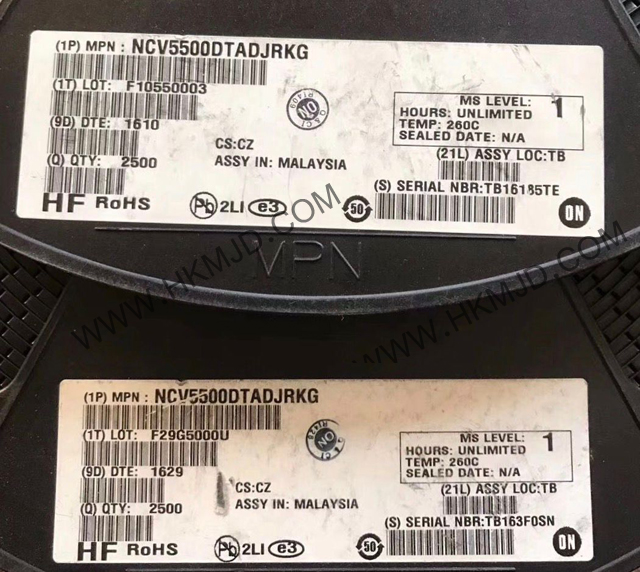 (1P) MPN : NCV5500DTADJRKG
(1T) LOT: F10550003
(9D) DTE: 1610
(Q) QTY: 2500
CS:CZ
ASSY IN: MALAYSIA
MS LEVEL: 1
HOURS: UNLIMITED
TEMP: 260C
SEALED DATE: N/A
(21L) ASSY LOC:TB
(S) SERIAL NBR:TB16185TE
HF RoHS
Pb 2LI e3
50
ON
MPN
WWW.HKMJD.COM
WWW.HKMJD.COM
(1P) MPN : NCV5500DTADJRKG
(1T) LOT: F29G5000U
(9D) DTE: 1629
(Q) QTY: 2500
CS:CZ
ASSY IN: MALAYSIA
MS LEVEL: 1
HOURS: UNLIMITED
TEMP: 260C
SEALED DATE: N/A
(21L) ASSY LOC:TB
(S) SERIAL NBR:TB163F0SN
HF RoHS
Pb 2LI e3
50
ON